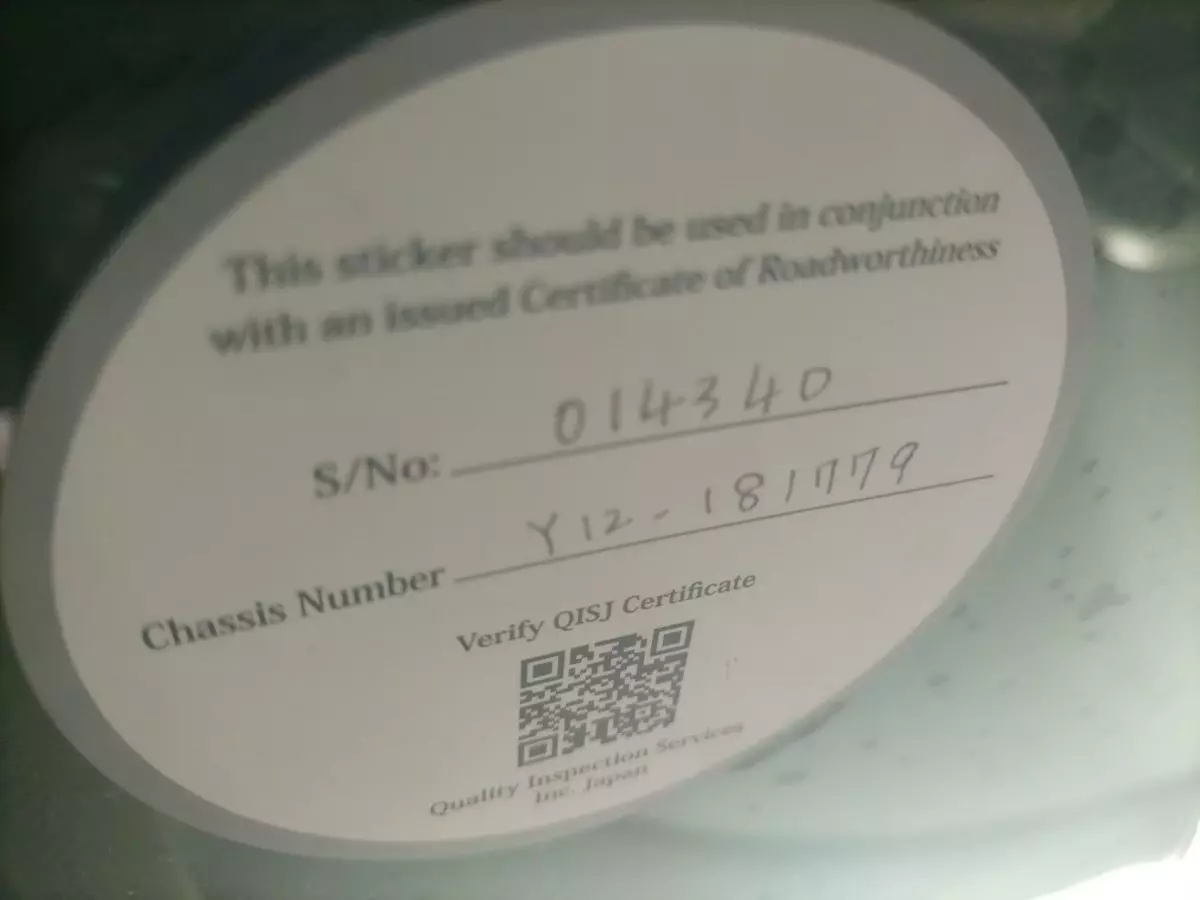 This sticker should be used in conjunction
with an issued Certificate of Roadworthiness
S/No: 014340
Chassis Number Y12-181779
Verify QISJ Certificate
Quality Inspection Services
Inc. Japan